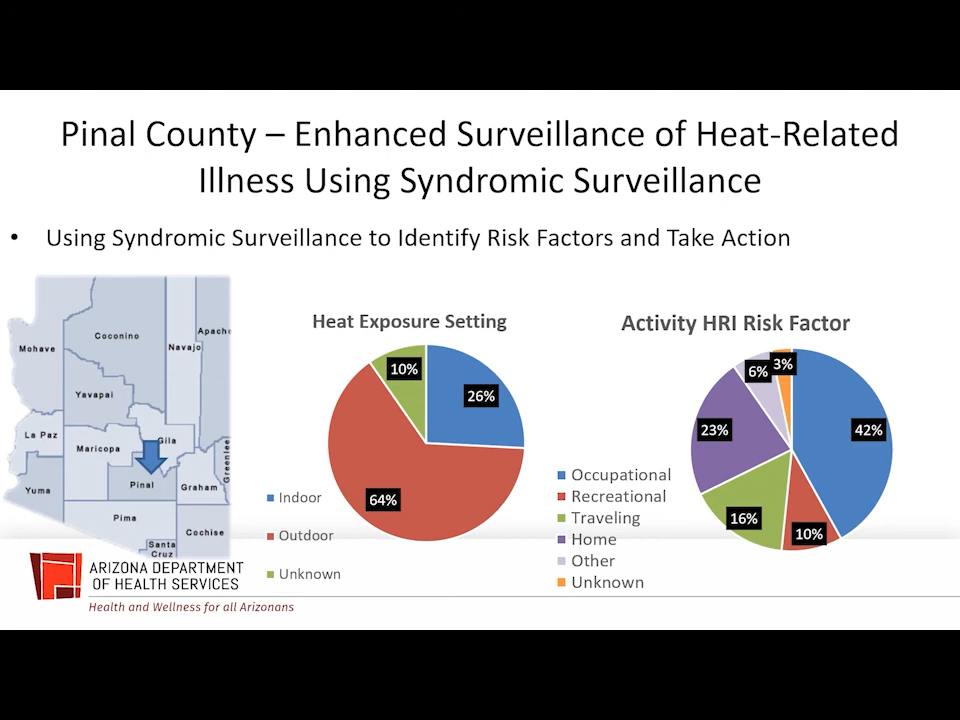 Pinal County – Enhanced Surveillance of Heat-Related
Illness Using Syndromic Surveillance
• Using Syndromic Surveillance to Identify Risk Factors and Take Action
Mohave
Coconino
Navajo
Apach
Yavapai
La Paz
Maricopa
Gila
Greenlee
Yuma
Pinal
Graham
Pima
Cochise
Santa
Cruz
Heat Exposure Setting
10%
26%
64%
Indoor
Outdoor
Unknown
Activity HRI Risk Factor
3%
6%
42%
23%
16%
10%
Occupational
Recreational
Traveling
Home
Other
Unknown
ARIZONA DEPARTMENT
OF HEALTH SERVICES
Health and Wellness for all Arizonans